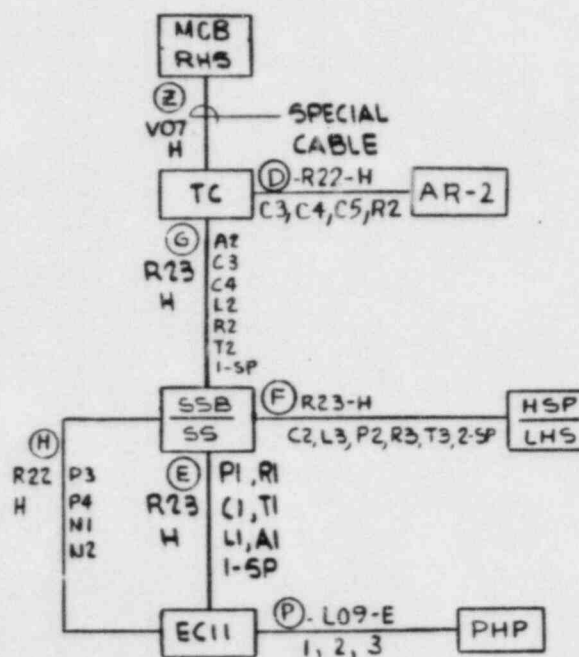 MCB
RHS
Z
V07
H
SPECIAL
CABLE
TC
D-R22-H
C3, C4, C5, R2
AR-2
G
R23
H
A2
C3
C4
L2
R2
T2
1-SP
SSB
SS
F R23-H
C2, L3, P2, R3, T3, 2-SP
HSP
LHS
H
R22
H
P3
P4
N1
N2
E
R23
H
P1, R1
C1, T1
L1, A1
1-SP
EC11
P- L09-E
1, 2, 3
PHP